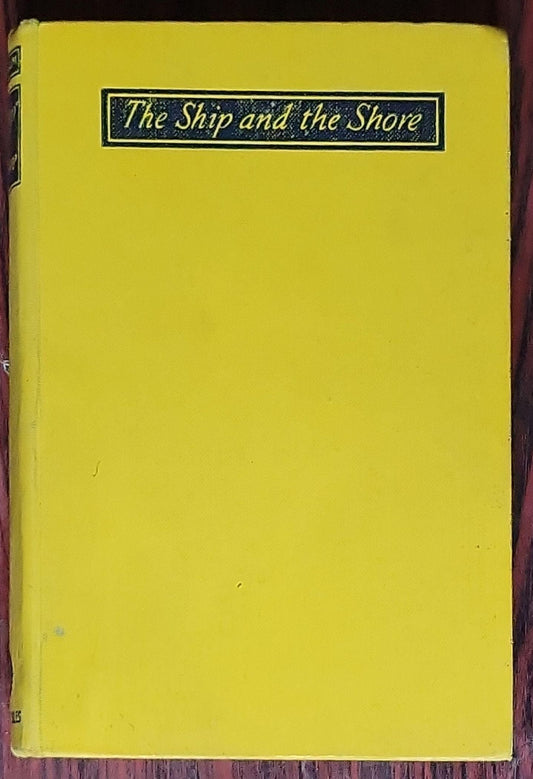 The Ship and the Shore